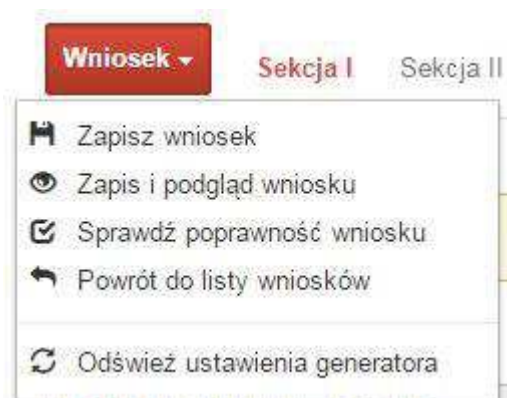 Wniosek
Sekcja I
Sekcja II
Zapisz wniosek
Zapis i podgląd wniosku
Sprawdź poprawność wniosku
Powrót do listy wniosków
Odśwież ustawienia generatora